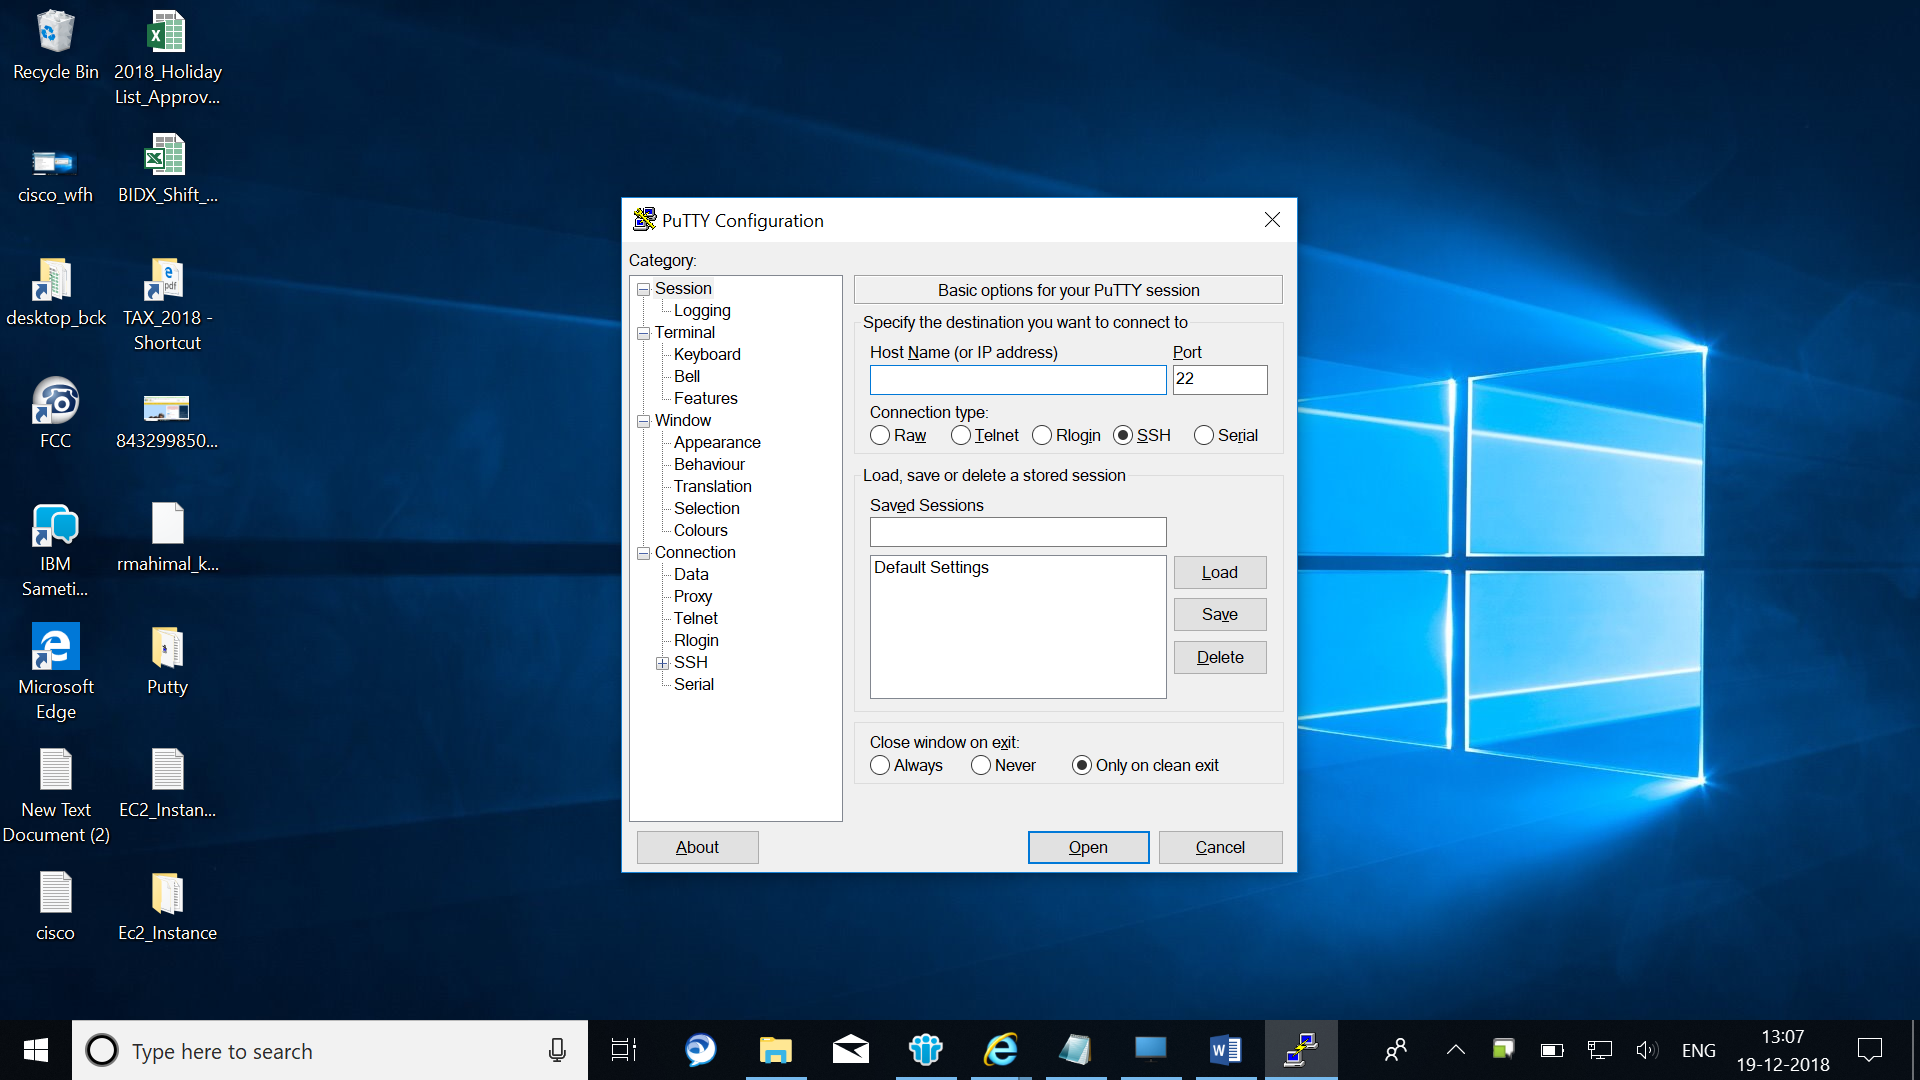 Recycle Bin
2018_Holiday
List_Approv...
cisco_wfh
BIDX_Shift_...
desktop_bck
TAX_2018 -
Shortcut
FCC
843299850...
IBM
Sameti...
rmahimal_k...
Microsoft
Edge
Putty
New Text
Document (2)
EC2_Instan...
cisco
Ec2_Instance
PuTTY Configuration
Category:
Session
Logging
Terminal
Keyboard
Bell
Features
Window
Appearance
Behaviour
Translation
Selection
Colours
Connection
Data
Proxy
Telnet
Rlogin
SSH
Serial
Basic options for your PuTTY session
Specify the destination you want to connect to
Host Name (or IP address)
Port
22
Connection type:
Raw
Telnet
Rlogin
SSH
Serial
Load, save or delete a stored session
Saved Sessions
Default Settings
Load
Save
Delete
Close window on exit:
Always
Never
Only on clean exit
About
Open
Cancel
Type here to search
ENG
13:07
19-12-2018